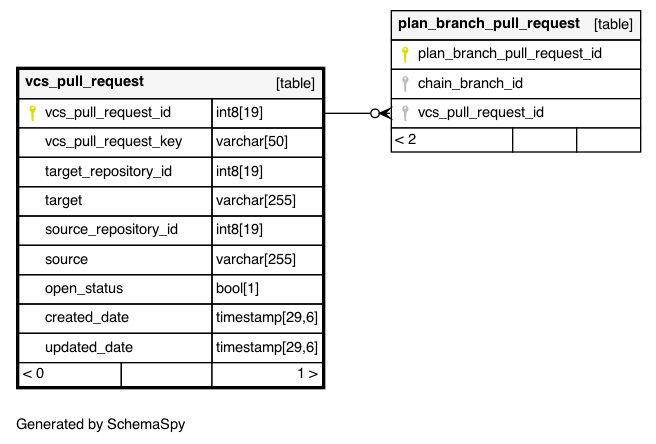 plan_branch_pull_request [table]
plan_branch_pull_request_id
chain_branch_id
vcs_pull_request_id
< 2
vcs_pull_request [table]
vcs_pull_request_id int8[19]
vcs_pull_request_key varchar[50]
target_repository_id int8[19]
target varchar[255]
source_repository_id int8[19]
source varchar[255]
open_status bool[1]
created_date timestamp[29,6]
updated_date timestamp[29,6]
< 0 1 >
Generated by SchemaSpy